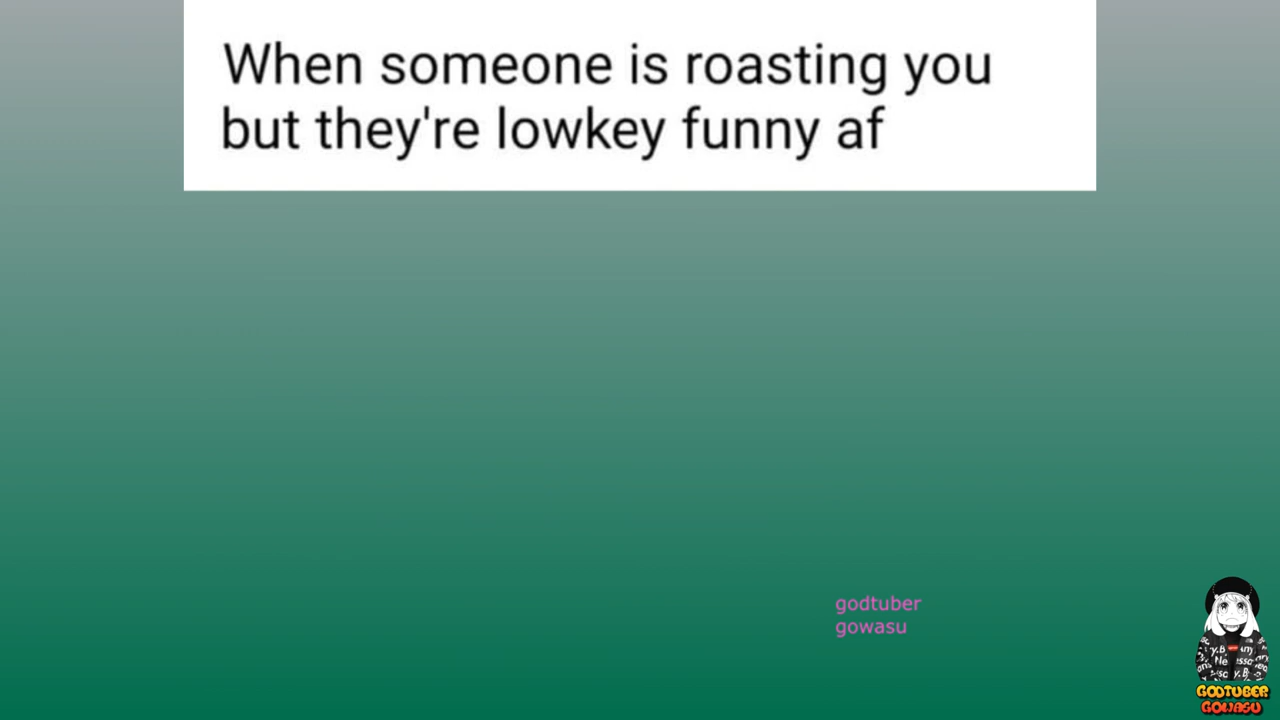 When someone is roasting you
but they're lowkey funny af
godtuber
gowasu
GODTUBER
GOWASU